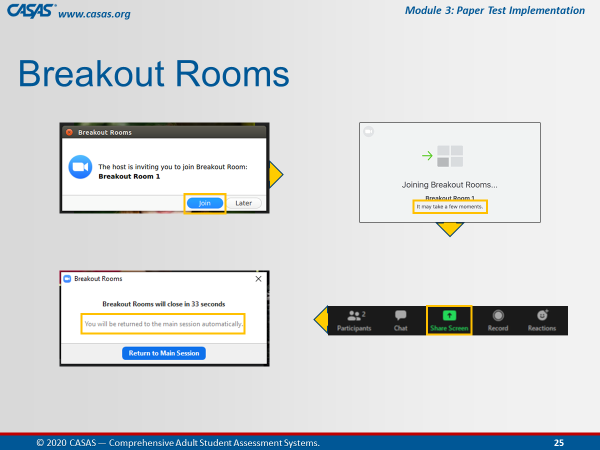 CASAS www.casas.org
Module 3: Paper Test Implementation
Breakout Rooms
Breakout Rooms
The host is inviting you to join Breakout Room:
Breakout Room 1
Join Later
Joining Breakout Rooms...
Breakout Room 1
It may take a few moments.
Breakout Rooms
Breakout Rooms will close in 33 seconds
You will be returned to the main session automatically.
Return to Main Session
2
Participants Chat Share Screen Record Reactions
© 2020 CASAS — Comprehensive Adult Student Assessment Systems. 25